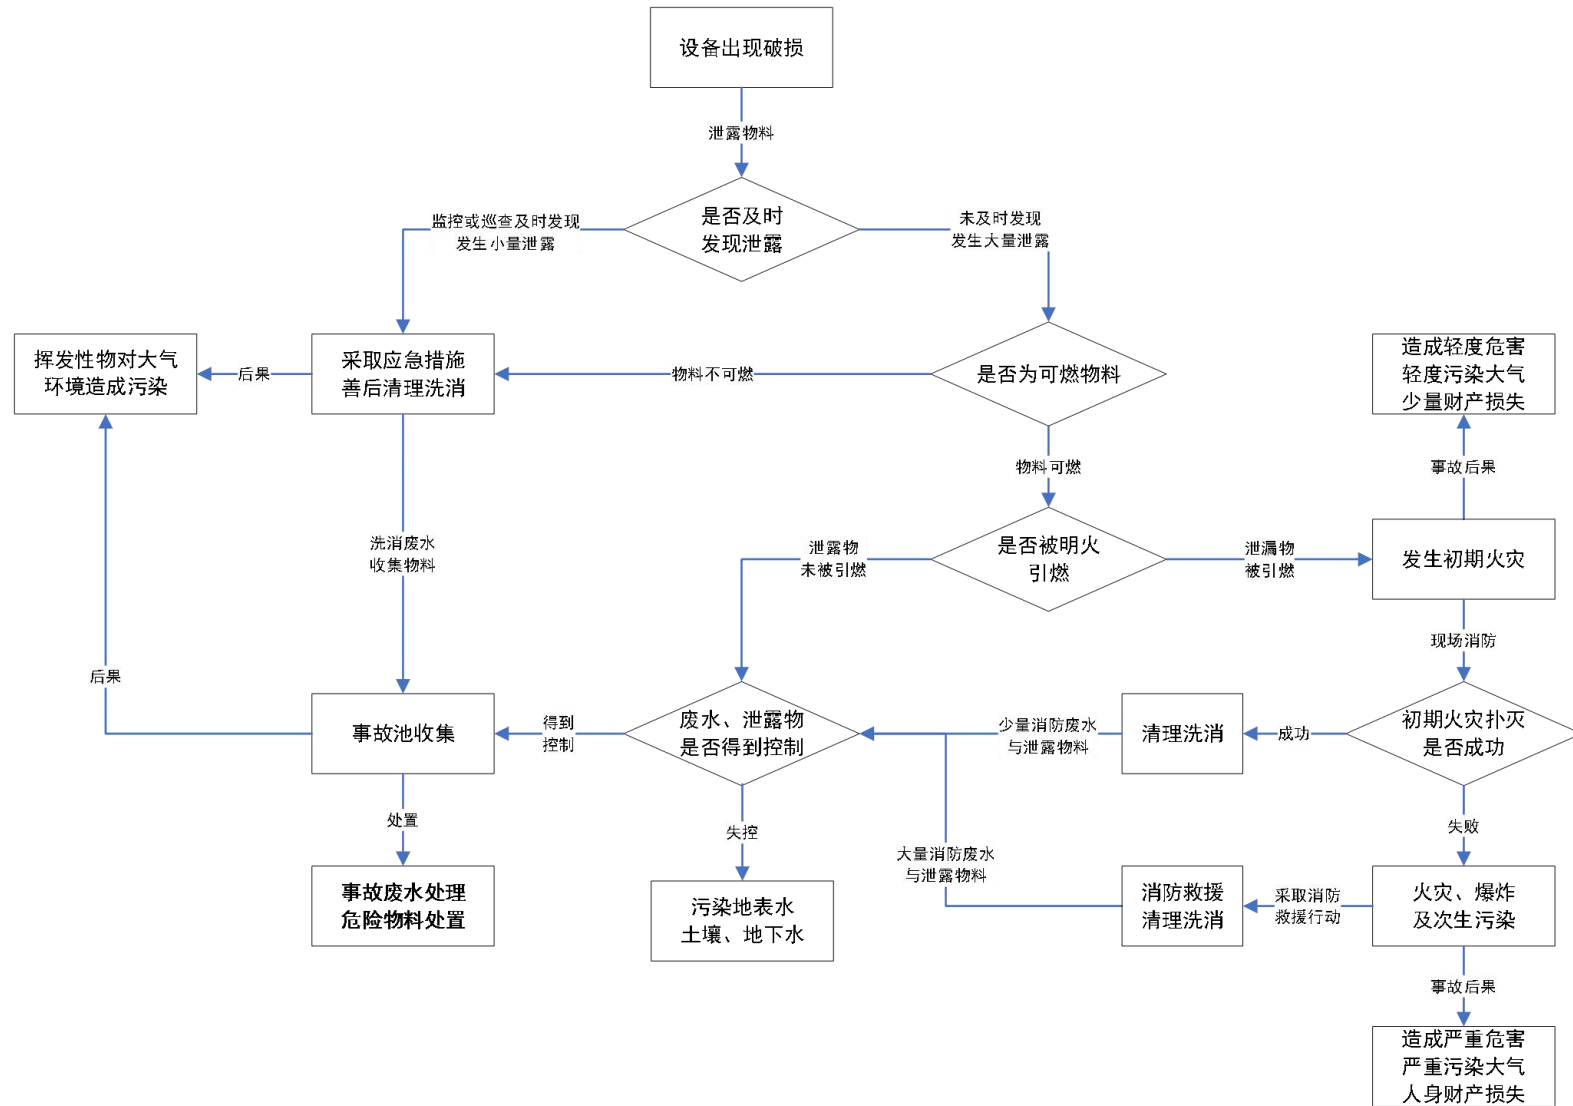 设备出现破损
泄露物料
是否及时
发现泄露
监控或巡查及时发现
发生小量泄露
未及时发现
发生大量泄露
挥发性物对大气
环境造成污染
后果
采取应急措施
善后清理洗消
物料不可燃
是否为可燃物料
造成轻度危害
轻度污染大气
少量财产损失
物料可燃
事故后果
洗消废水
收集物料
泄露物
未被引燃
是否被明火
引燃
泄漏物
被引燃
发生初期火灾
现场消防
后果
事故池收集
得到
控制
废水、泄露物
是否得到控制
少量消防废水
与泄露物料
清理洗消
成功
初期火灾扑灭
是否成功
处置
失控
失败
大量消防废水
与泄露物料
事故废水处理
危险物料处置
污染地表水
土壤、地下水
消防救援
清理洗消
采取消防
救援行动
火灾、爆炸
及次生污染
事故后果
造成严重危害
严重污染大气
人身财产损失